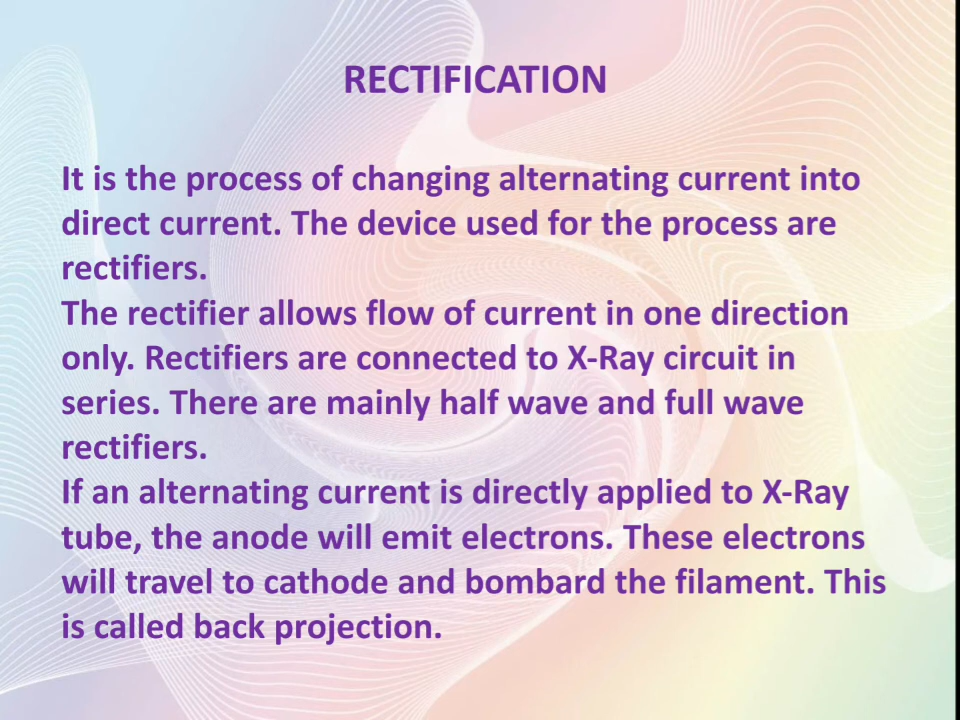 RECTIFICATION
It is the process of changing alternating current into
direct current. The device used for the process are
rectifiers.
The rectifier allows flow of current in one direction
only. Rectifiers are connected to X-Ray circuit in
series. There are mainly half wave and full wave
rectifiers.
If an alternating current is directly applied to X-Ray
tube, the anode will emit electrons. These electrons
will travel to cathode and bombard the filament. This
is called back projection.